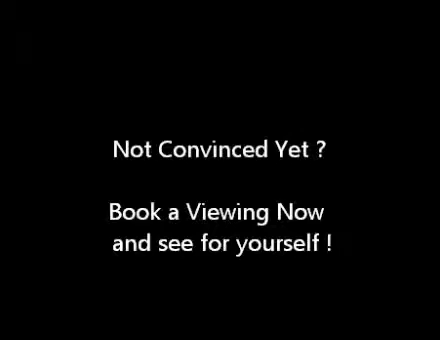 Not Convinced Yet ?
Book a Viewing Now
and see for yourself !